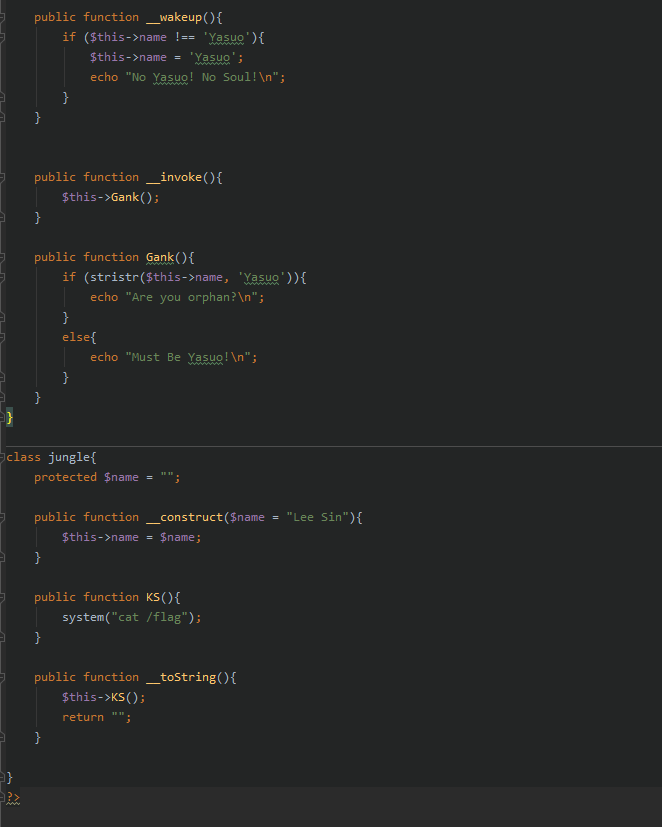 public function __wakeup(){
if ($this->name !== 'Yasuo'){
$this->name = 'Yasuo';
echo "No Yasuo! No Soul!\n";
}
}
public function __invoke(){
$this->Gank();
}
public function Gank(){
if (stristr($this->name, 'Yasuo')){
echo "Are you orphan?\n";
}
else{
echo "Must Be Yasuo!\n";
}
}
}
class jungle{
protected $name = "";
public function __construct($name = "Lee Sin"){
$this->name = $name;
}
public function KS(){
system("cat /flag");
}
public function __toString(){
$this->KS();
return "";
}
}
?>